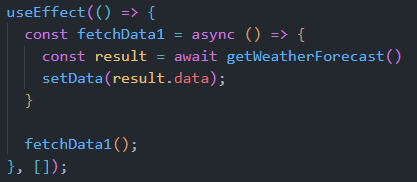 useEffect(() => {
  const fetchData1 = async () => {
    const result = await getWeatherForecast()
    setData(result.data);
  }

  fetchData1();
}, []);